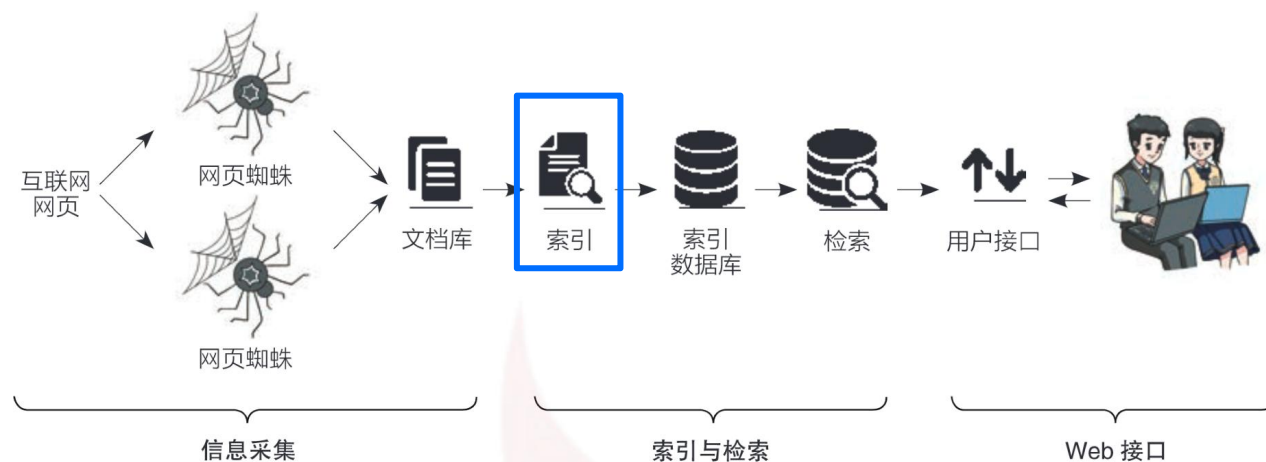 网页蜘蛛
互联网
网页
网页蜘蛛
文档库
索引
索引
数据库
检索
用户接口
信息采集
索引与检索
Web 接口